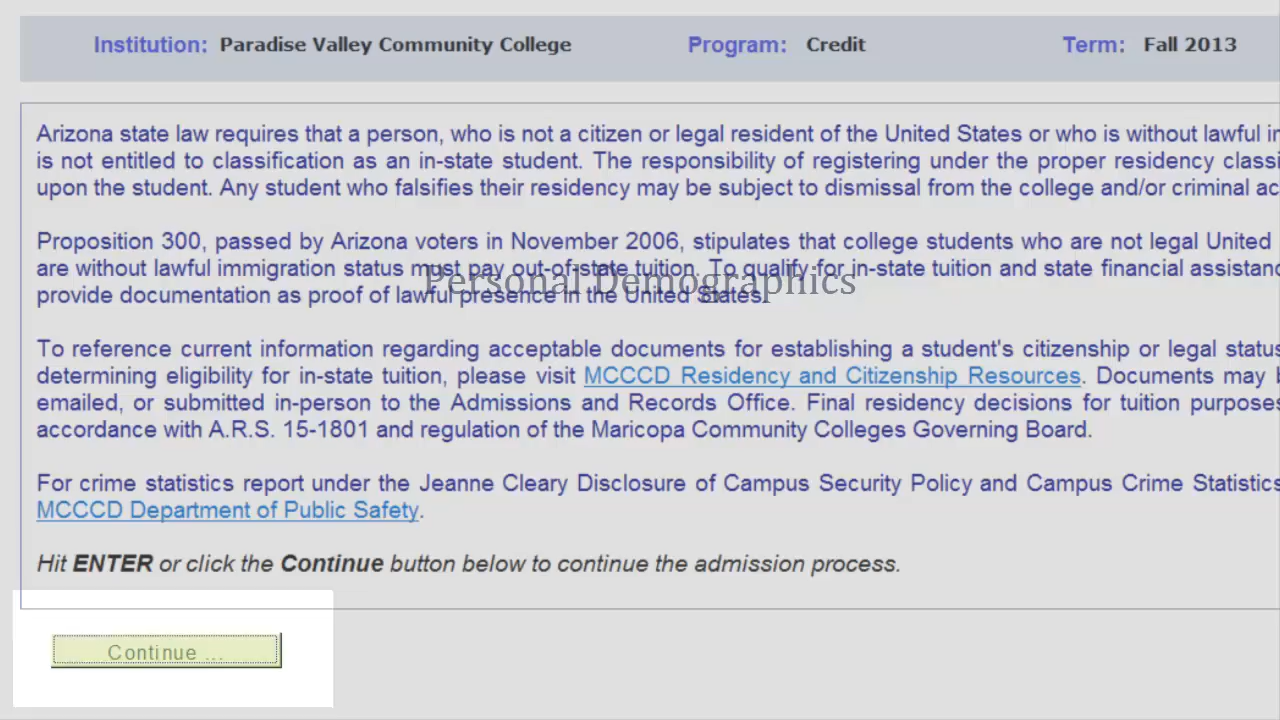 Institution: Paradise Valley Community College Program: Credit Term: Fall 2013
Arizona state law requires that a person, who is not a citizen or legal resident of the United States or who is without lawful
is not entitled to classification as an in-state student. The responsibility of registering under the proper residency
upon the student. Any student who falsifies their residency may be subject to dismissal from the college and/or criminal
Proposition 300, passed by Arizona voters in November 2006, stipulates that college students who are not legal United
are without lawful immigration status must pay out-of-state tuition. To qualify for in-state tuition and state financial
Personal Demographics
provide documentation as proof of lawful presence in the United States.
To reference current information regarding acceptable documents for establishing a student's citizenship or legal status
determining eligibility for in-state tuition, please visit MCCCD Residency and Citizenship Resources. Documents may
emailed, or submitted in-person to the Admissions and Records Office. Final residency decisions for tuition purposes
accordance with A.R.S. 15-1801 and regulation of the Maricopa Community Colleges Governing Board.
For crime statistics report under the Jeanne Cleary Disclosure of Campus Security Policy and Campus Crime Statistics
MCCCD Department of Public Safety.
Hit ENTER or click the Continue button below to continue the admission process.
Continue ...